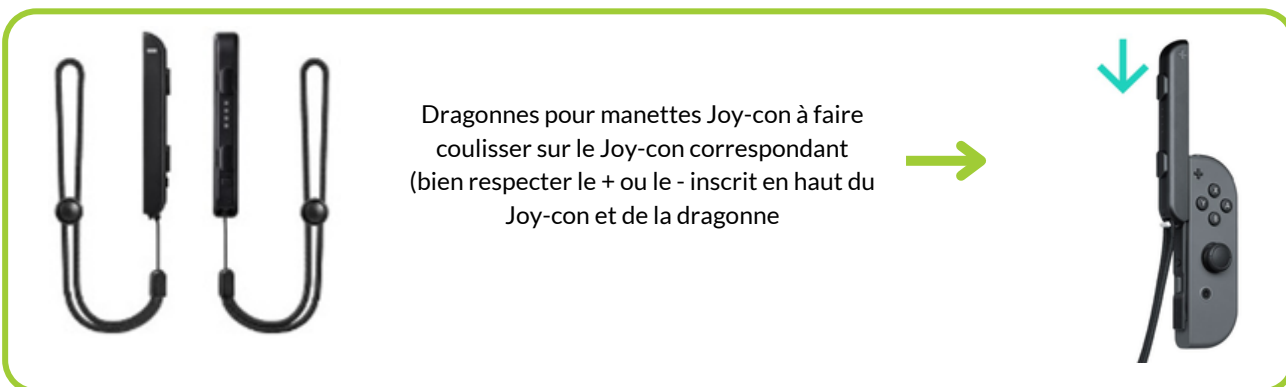 Dragonnes pour manettes Joy-con à faire
coulisser sur le Joy-con correspondant
(bien respecter le + ou le - inscrit en haut du
Joy-con et de la dragonne